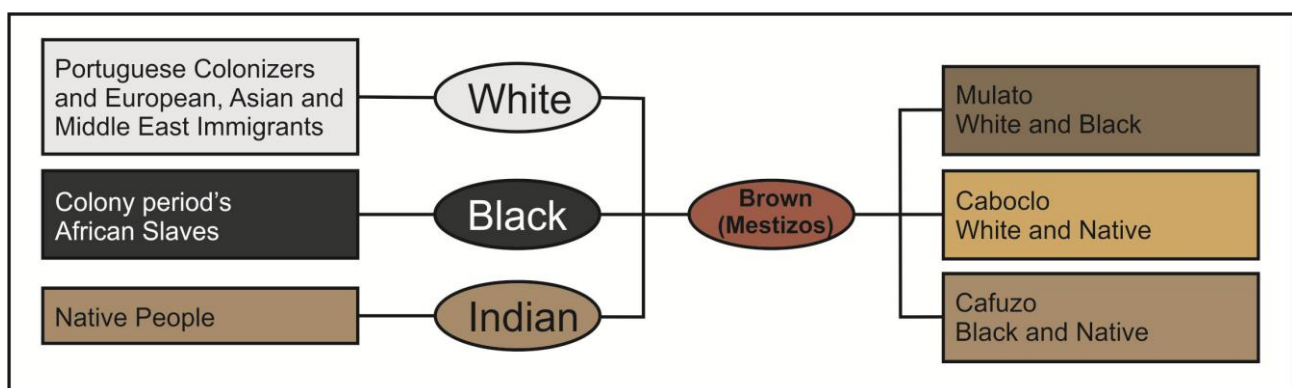 Portuguese Colonizers
and European, Asian and
Middle East Immigrants
White
Colony period's
African Slaves
Black
Native People
Indian
Brown
(Mestizos)
Mulato
White and Black
Caboclo
White and Native
Cafuzo
Black and Native